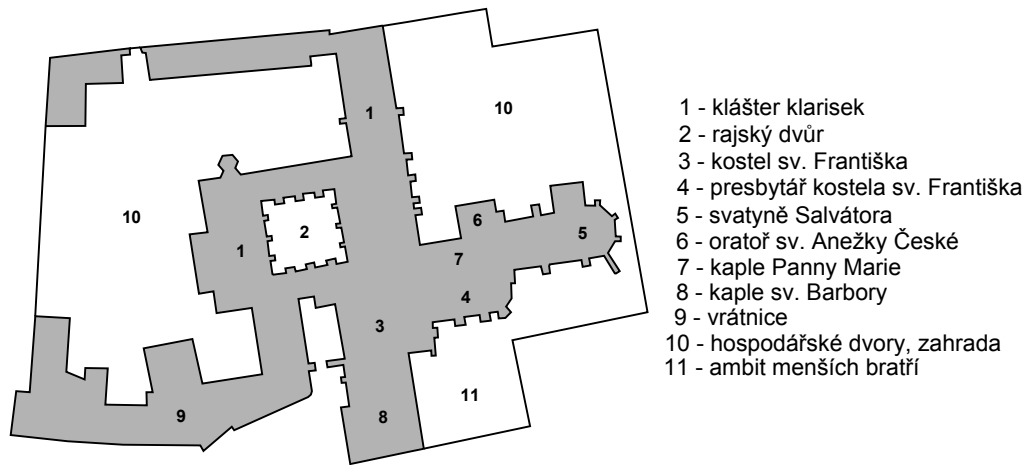 1
10
10
6
5
2
1
7
4
3
11
8
9
1 - klášter klarisek
2 - rajský dvůr
3 - kostel sv. Františka
4 - presbytář kostela sv. Františka
5 - svatyně Salvátora
6 - oratoř sv. Anežky České
7 - kaple Panny Marie
8 - kaple sv. Barbory
9 - vrátnice
10 - hospodářské dvory, zahrada
11 - ambit menších bratří